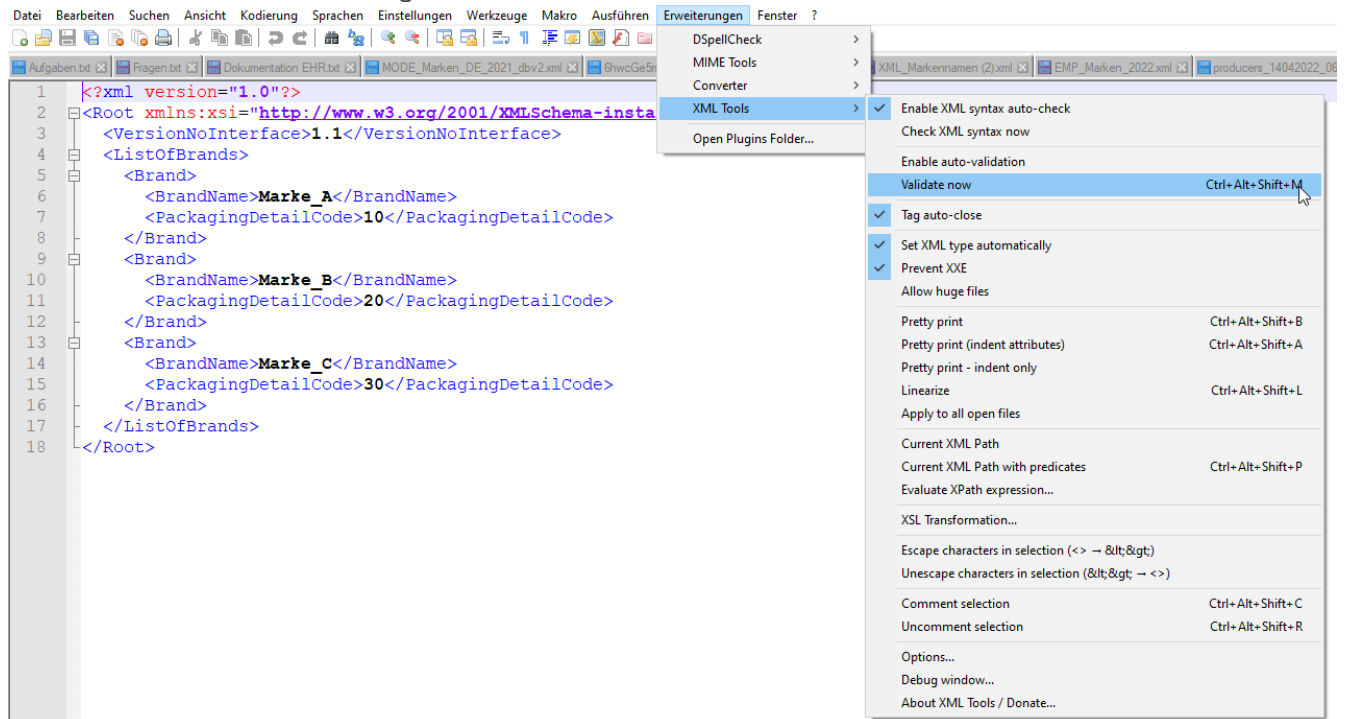 Datei Bearbeiten Suchen Ansicht Kodierung Sprachen Einstellungen Werkzeuge Makro Ausführen Erweiterungen Fenster ?
Aufgaben.txt Fragen.txt Dokumentation EHR.txt MODE_Marken_DE_2021_dbv2.xml 6hwcGe5n XML_Markennamen (2).xml EMP_Marken_2022.xml producers_14042022_06
DSpellCheck
MIME Tools
Converter
XML Tools
Open Plugins Folder...
1 <?xml version="1.0"?>
2 <Root xmlns:xsi="http://www.w3.org/2001/XMLSchema-insta
3 <VersionNoInterface>1.1</VersionNoInterface>
4 <ListOfBrands>
5 <Brand>
6 <BrandName>Marke_A</BrandName>
7 <PackagingDetailCode>10</PackagingDetailCode>
8 </Brand>
9 <Brand>
10 <BrandName>Marke_B</BrandName>
11 <PackagingDetailCode>20</PackagingDetailCode>
12 </Brand>
13 <Brand>
14 <BrandName>Marke_C</BrandName>
15 <PackagingDetailCode>30</PackagingDetailCode>
16 </Brand>
17 </ListOfBrands>
18 </Root>
Enable XML syntax auto-check
Check XML syntax now
Enable auto-validation
Validate now Ctrl+Alt+Shift+M
Tag auto-close
Set XML type automatically
Prevent XXE
Allow huge files
Pretty print Ctrl+Alt+Shift+B
Pretty print (indent attributes) Ctrl+Alt+Shift+A
Pretty print - indent only
Linearize Ctrl+Alt+Shift+L
Apply to all open files
Current XML Path
Current XML Path with predicates Ctrl+Alt+Shift+P
Evaluate XPath expression...
XSL Transformation...
Escape characters in selection (<> → &lt;&gt;)
Unescape characters in selection (&lt;&gt; → <>)
Comment selection Ctrl+Alt+Shift+C
Uncomment selection Ctrl+Alt+Shift+R
Options...
Debug window...
About XML Tools / Donate...